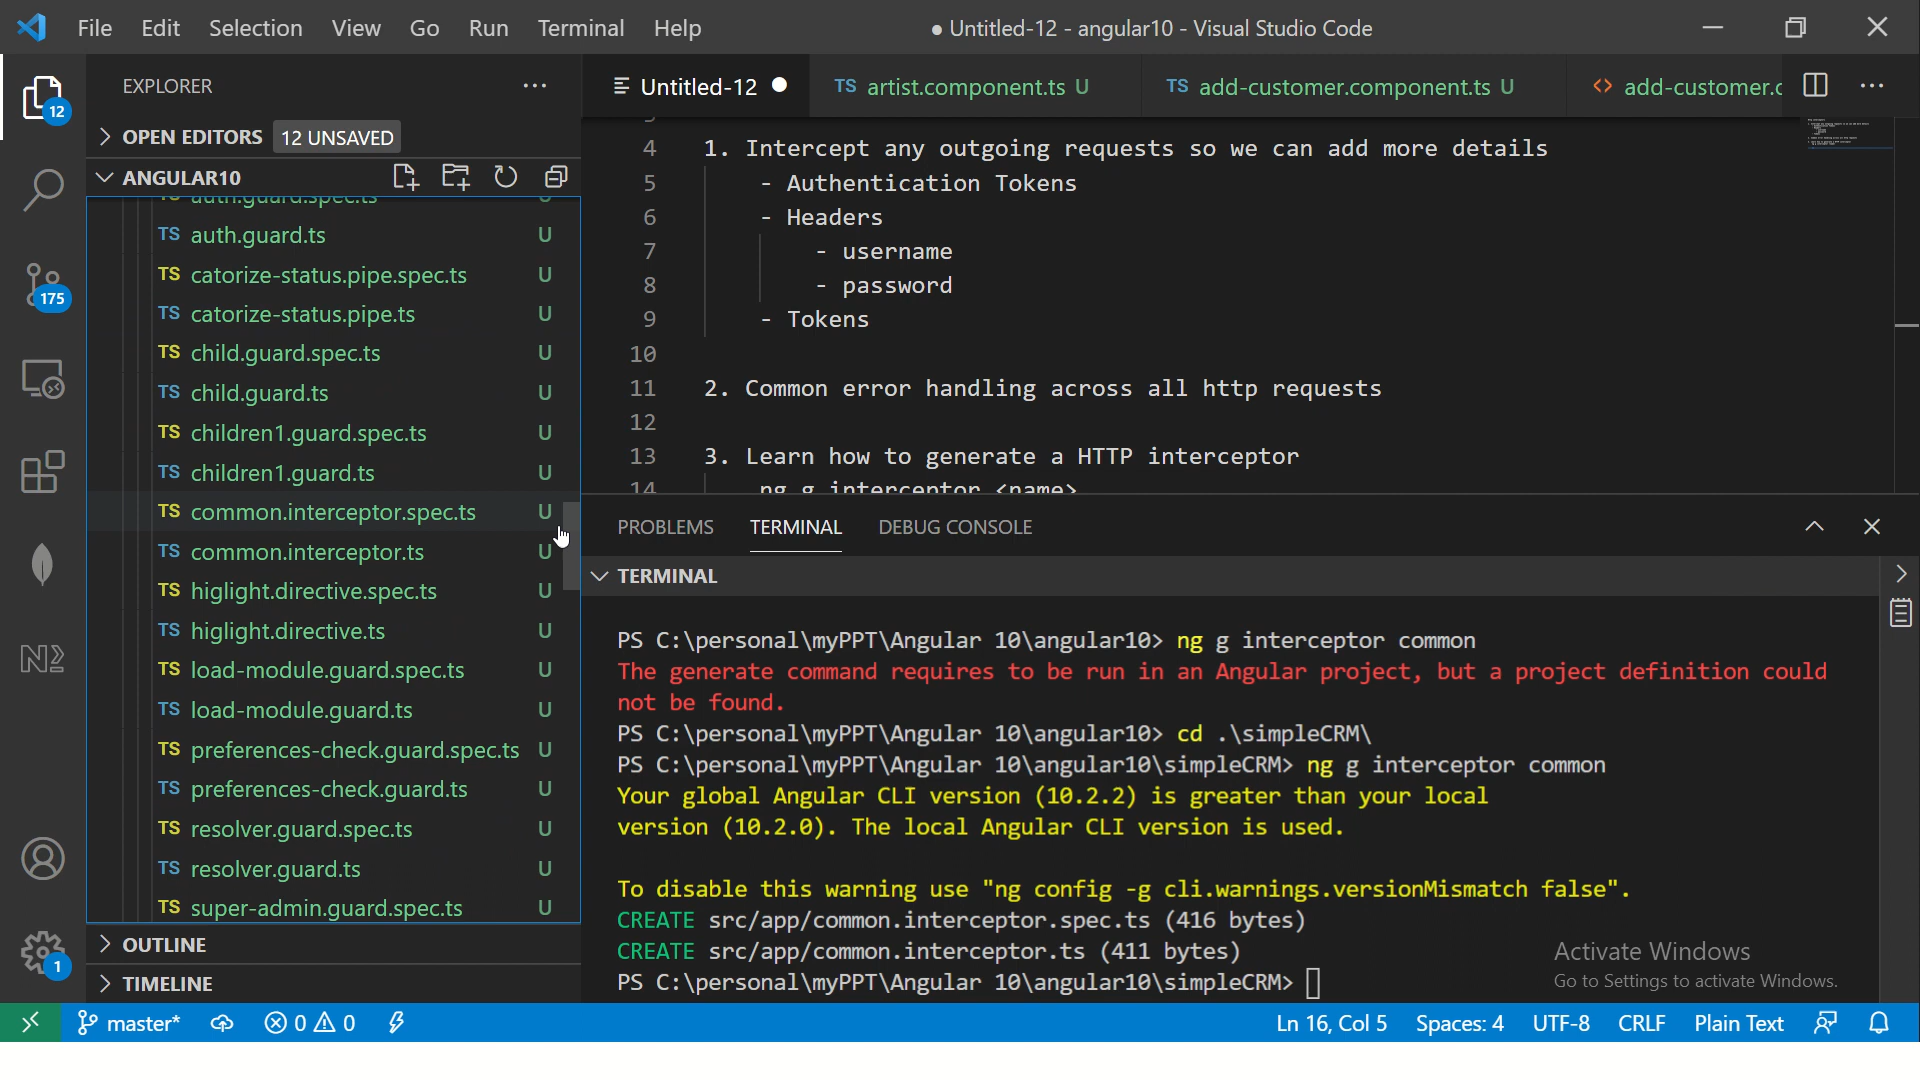 File Edit Selection View Go Run Terminal Help
● Untitled-12 - angular10 - Visual Studio Code
EXPLORER
Untitled-12
TS artist.component.ts U
TS add-customer.component.ts U
<> add-customer.c
12
OPEN EDITORS 12 UNSAVED
ANGULAR10
auth.guard.spec.ts U
TS auth.guard.ts U
TS catorize-status.pipe.spec.ts U
TS catorize-status.pipe.ts U
TS child.guard.spec.ts U
TS child.guard.ts U
TS children1.guard.spec.ts U
TS children1.guard.ts U
TS common.interceptor.spec.ts U
TS common.interceptor.ts U
TS higlight.directive.spec.ts U
TS higlight.directive.ts U
TS load-module.guard.spec.ts U
TS load-module.guard.ts U
TS preferences-check.guard.spec.ts U
TS preferences-check.guard.ts U
TS resolver.guard.spec.ts U
TS resolver.guard.ts U
TS super-admin.guard.spec.ts U
OUTLINE
TIMELINE
175
1
4 1. Intercept any outgoing requests so we can add more details
5 - Authentication Tokens
6 - Headers
7 - username
8 - password
9 - Tokens
10
11 2. Common error handling across all http requests
12
13 3. Learn how to generate a HTTP interceptor
14 ng g interceptor <name>
PROBLEMS TERMINAL DEBUG CONSOLE
TERMINAL
PS C:\personal\myPPT\Angular 10\angular10> ng g interceptor common
The generate command requires to be run in an Angular project, but a project definition could
not be found.
PS C:\personal\myPPT\Angular 10\angular10> cd .\simpleCRM\
PS C:\personal\myPPT\Angular 10\angular10\simpleCRM> ng g interceptor common
Your global Angular CLI version (10.2.2) is greater than your local
version (10.2.0). The local Angular CLI version is used.
To disable this warning use "ng config -g cli.warnings.versionMismatch false".
CREATE src/app/common.interceptor.spec.ts (416 bytes)
CREATE src/app/common.interceptor.ts (411 bytes)
PS C:\personal\myPPT\Angular 10\angular10\simpleCRM>
Activate Windows
Go to Settings to activate Windows.
master* 0 0
Ln 16, Col 5 Spaces: 4 UTF-8 CRLF Plain Text